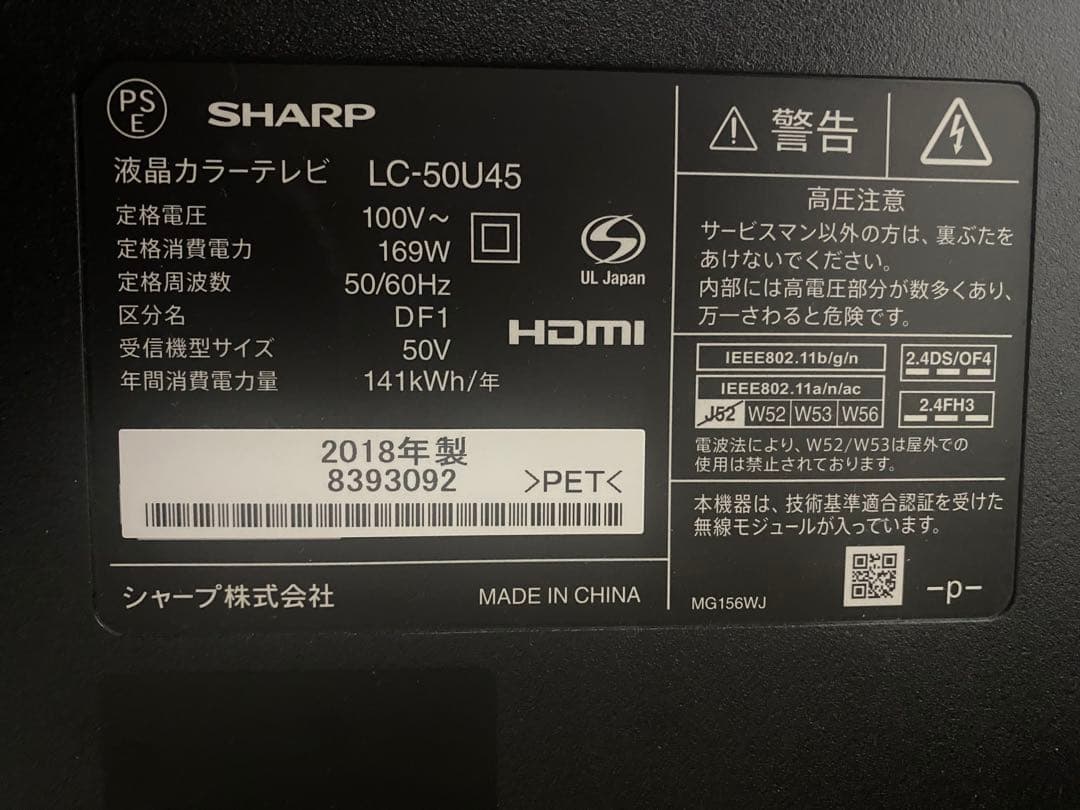 PS
E
SHARP
液晶カラーテレビ LC-50U45
定格電圧 100V~
定格消費電力 169W
定格周波数 50/60Hz
区分名 DF1
受信機型サイズ 50V
年間消費電力量 141kWh/年
UL Japan
HDMI
2018年製
8393092
>PET<
シャープ株式会社
MADE IN CHINA
警告
高圧注意
サービスマン以外の方は、裏ぶたを
あけないでください。
内部には高電圧部分が数多くあり、
万一さわると危険です。
IEEE802.11b/g/n
IEEE802.11a/n/ac
J52 W52 W53 W56
2.4DS/OF4
2.4FH3
電波法により、W52/W53は屋外での
使用は禁止されております。
本機器は、技術基準適合認証を受けた
無線モジュールが入っています。
MG156WJ
-p-